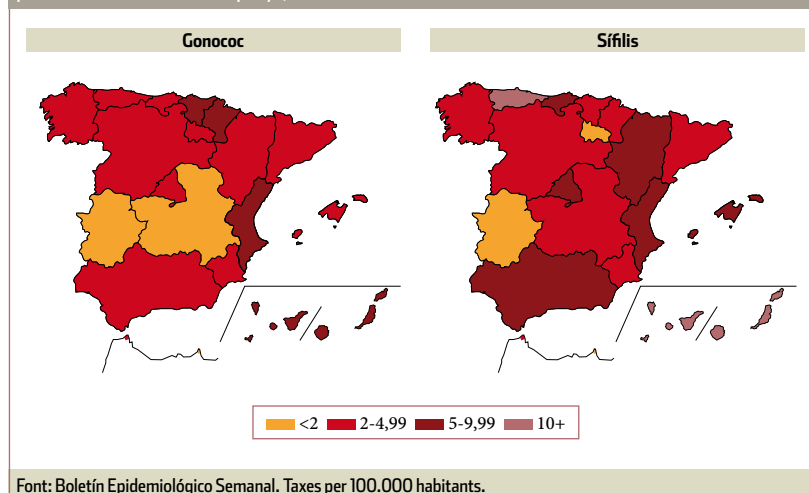 Gonococ
Sífilis
<2 2-4,99 5-9,99 10+
Font: Boletín Epidemiológico Semanal. Taxes per 100.000 habitants.